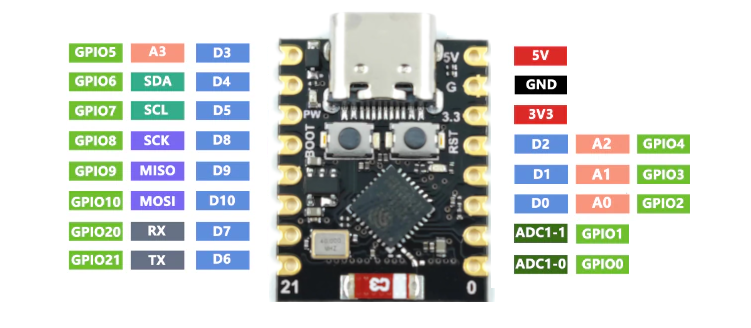 GPIO5 A3 D3
GPIO6 SDA D4
GPIO7 SCL D5
GPIO8 SCK D8
GPIO9 MISO D9
GPIO10 MOSI D10
GPIO20 RX D7
GPIO21 TX D6
5V
G
3.3
PW
BOOT
RST
21
0
C3
5V
GND
3V3
D2 A2 GPIO4
D1 A1 GPIO3
D0 A0 GPIO2
ADC1-1 GPIO1
ADC1-0 GPIO0